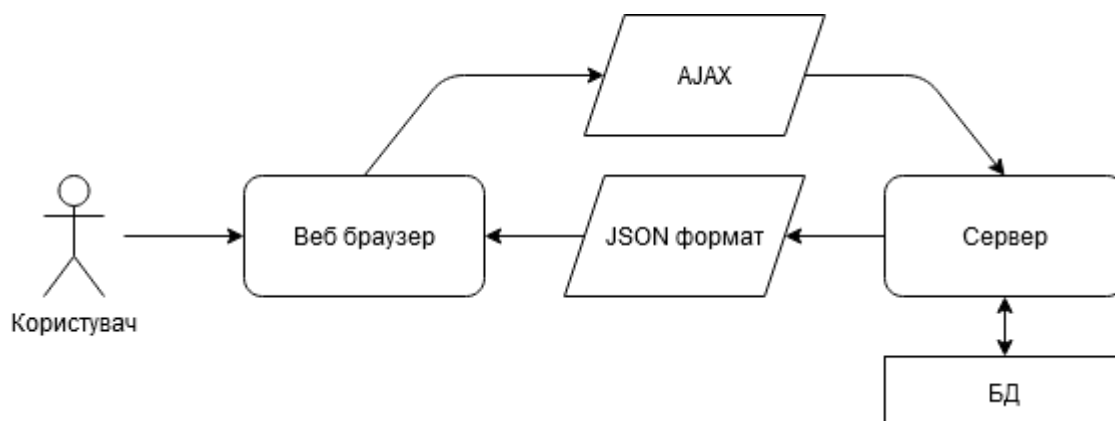 AJAX
Веб браузер
JSON формат
Сервер
Користувач
БД